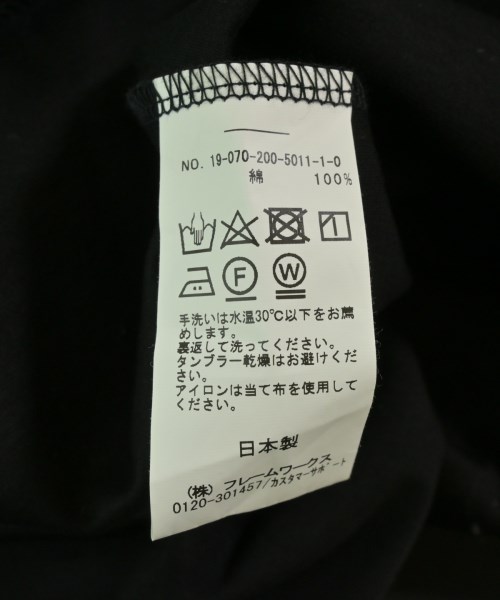 NO. 19-070-200-5011-1-0
綿 100%
F W
手洗いは水温30℃以下をお薦
めします。
裏返して洗ってください。
タンブラー乾燥はお避けくださ
い。
アイロンは当て布を使用して
ください。
日本製
(株) フレームワークス
0120-301457/カスタマーサポート